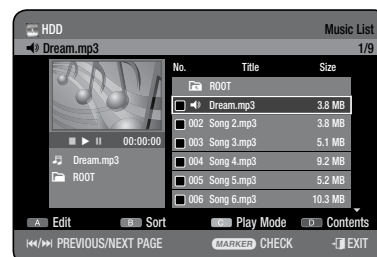 HDD Music List
Dream.mp3 1/9
No. Title Size
ROOT
Dream.mp3 3.8 MB
002 Song 2.mp3 3.8 MB
003 Song 3.mp3 5.1 MB
004 Song 4.mp3 9.2 MB
005 Song 5.mp3 5.2 MB
006 Song 6.mp3 10.3 MB
00:00:00
Dream.mp3
ROOT
A Edit B Sort C Play Mode D Contents
PREVIOUS/NEXT PAGE MARKER CHECK EXIT